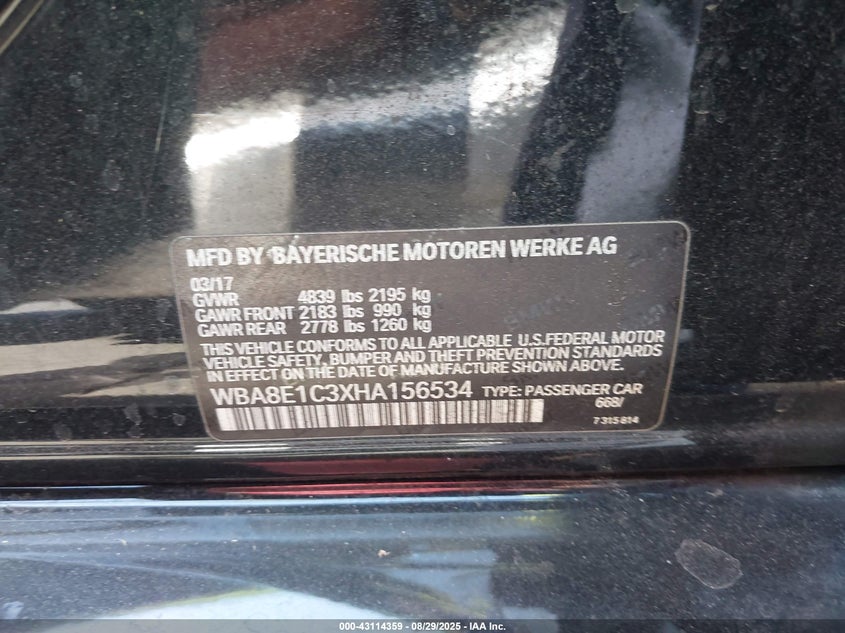 MFD BY BAYERISCHE MOTOREN WERKE AG
03/17
GVWR 4839 lbs 2195 kg
GAWR FRONT 2183 lbs 990 kg
GAWR REAR 2778 lbs 1260 kg
THIS VEHICLE CONFORMS TO ALL APPLICABLE U.S.FEDERAL MOTOR
VEHICLE SAFETY, BUMPER AND THEFT PREVENTION STANDARDS
IN EFFECT ON THE DATE OF MANUFACTURE SHOWN ABOVE.
WBA8E1C3XHA156534 TYPE: PASSENGER CAR
668/
7 315 814
000-43114359 - 08/29/2025 - IAA Inc.